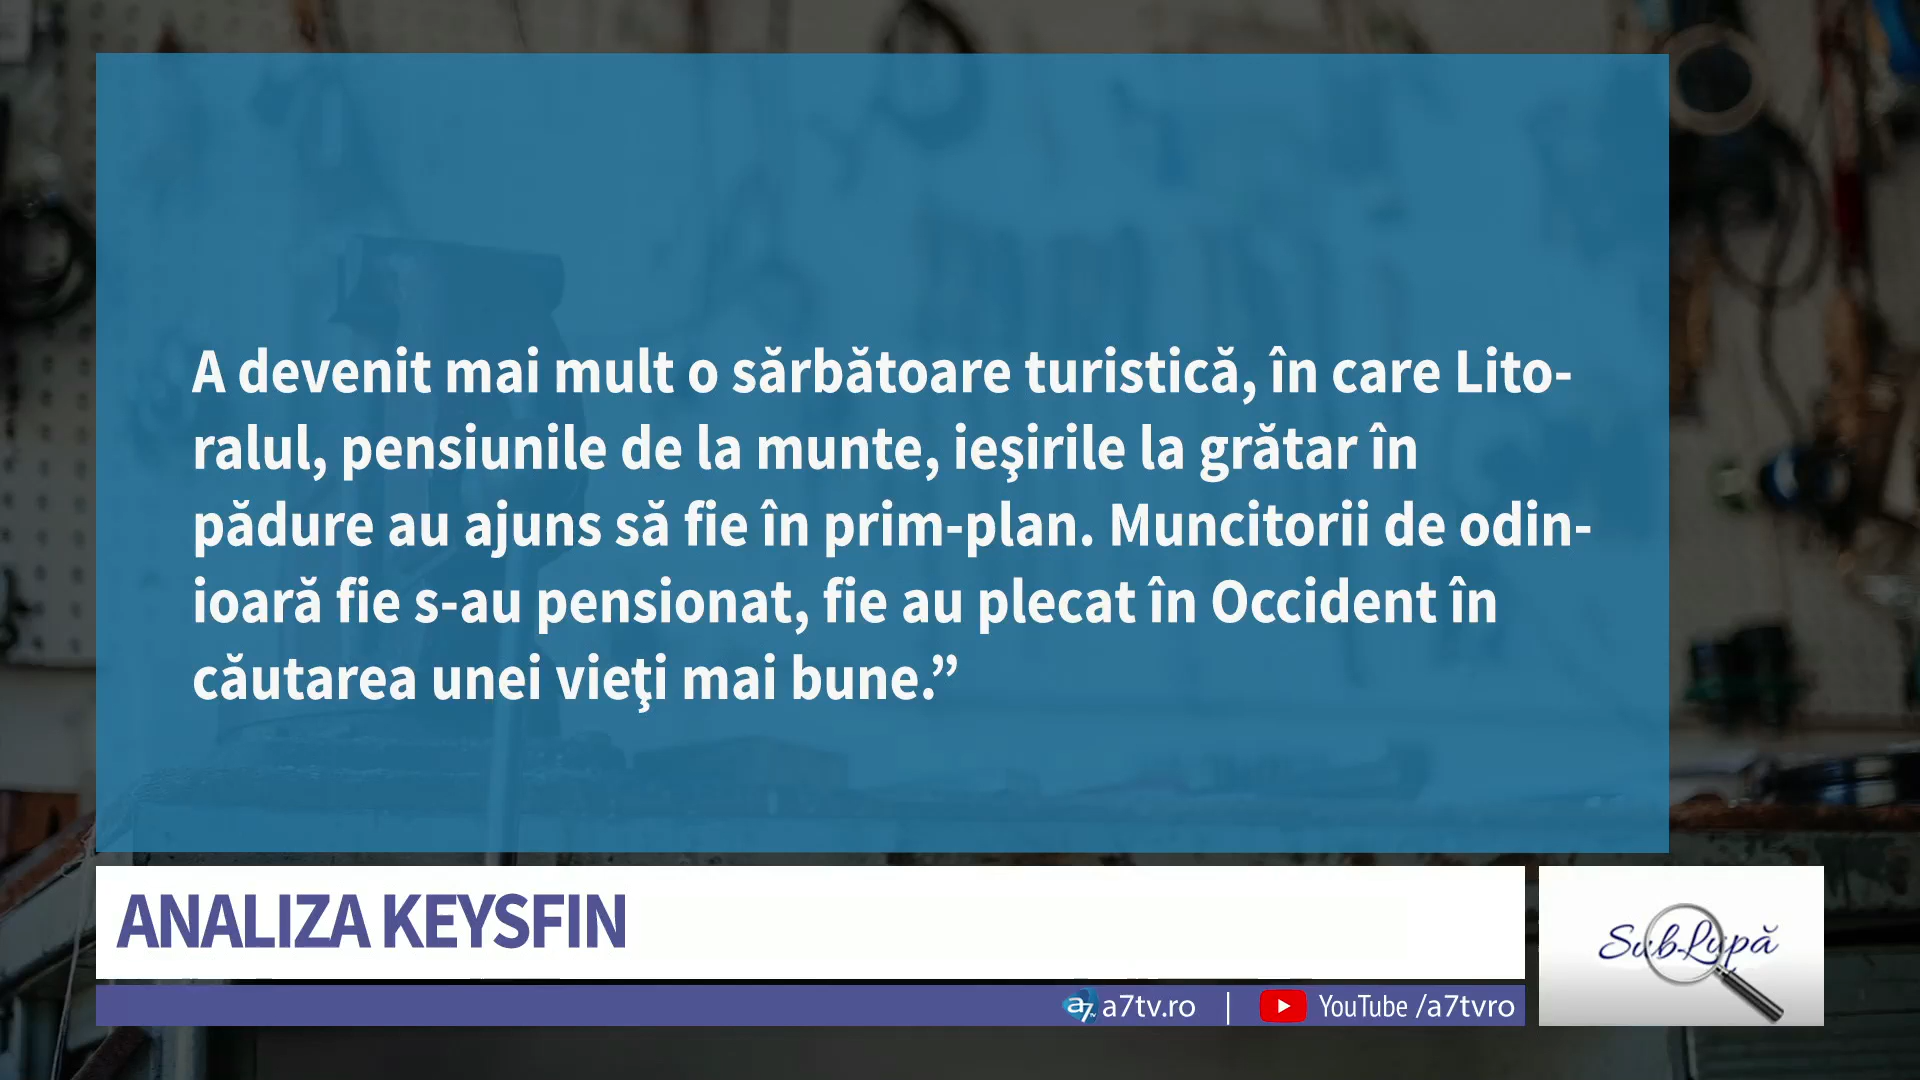 A devenit mai mult o sărbătoare turistică, în care Lito-
ralul, pensiunile de la munte, ieşirile la grătar în
pădure au ajuns să fie în prim-plan. Muncitorii de odin-
ioară fie s-au pensionat, fie au plecat în Occident în
căutarea unei vieţi mai bune.”
ANALIZA KEYSFIN
Sub Lupă
a7tv a7tv.ro | YouTube /a7tvro